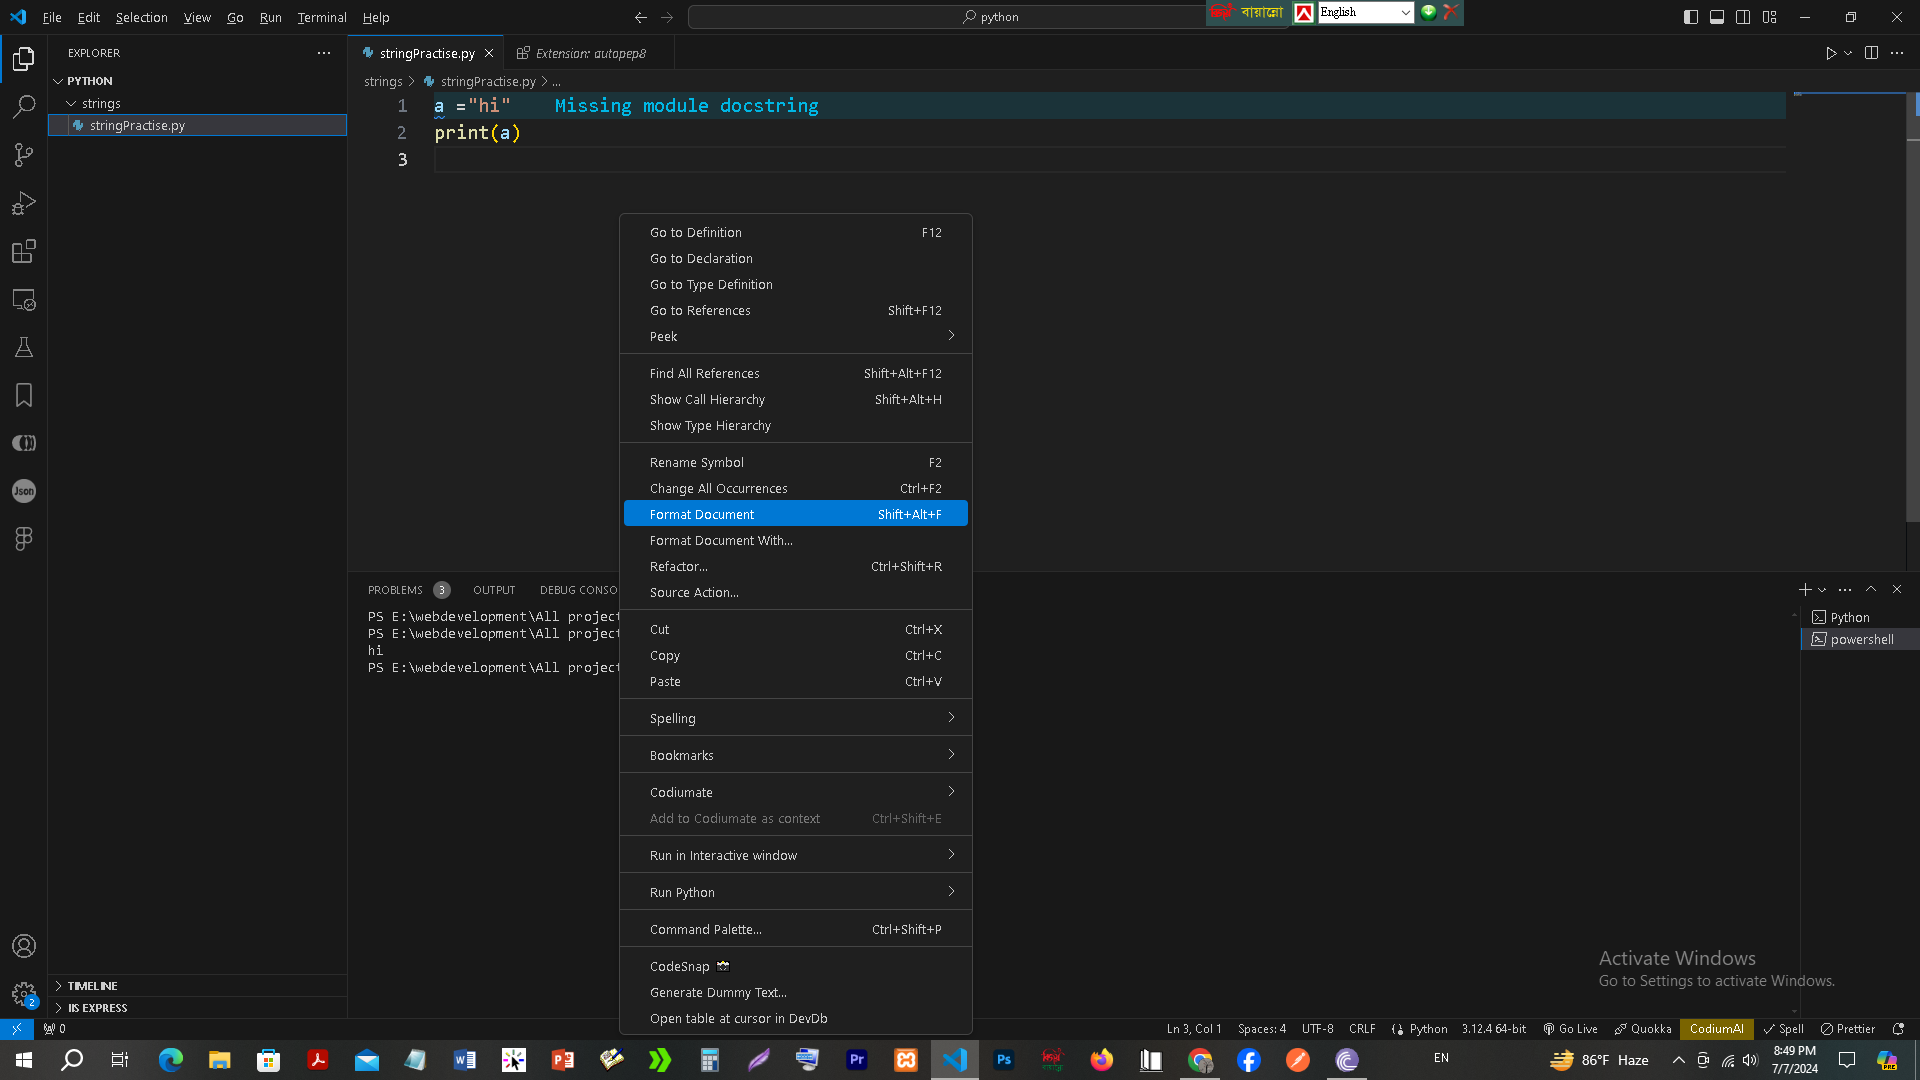 File Edit Selection View Go Run Terminal Help
python
বায়ান্নো
English
EXPLORER
PYTHON
strings
stringPractise.py
TIMELINE
IIS EXPRESS
stringPractise.py
Extension: autopep8
strings > stringPractise.py > ...
1 a ="hi" Missing module docstring
2 print(a)
3
Go to Definition F12
Go to Declaration
Go to Type Definition
Go to References Shift+F12
Peek
Find All References Shift+Alt+F12
Show Call Hierarchy Shift+Alt+H
Show Type Hierarchy
Rename Symbol F2
Change All Occurrences Ctrl+F2
Format Document Shift+Alt+F
Format Document With...
Refactor... Ctrl+Shift+R
Source Action...
Cut Ctrl+X
Copy Ctrl+C
Paste Ctrl+V
Spelling
Bookmarks
Codiumate
Add to Codiumate as context Ctrl+Shift+E
Run in Interactive window
Run Python
Command Palette... Ctrl+Shift+P
CodeSnap
Generate Dummy Text...
Open table at cursor in DevDb
PROBLEMS 3 OUTPUT DEBUG CONSO
PS E:\webdevelopment\All project
PS E:\webdevelopment\All project
hi
PS E:\webdevelopment\All project
Python
powershell
Json
2
Activate Windows
Go to Settings to activate Windows.
0
Ln 3, Col 1 Spaces: 4 UTF-8 CRLF Python 3.12.4 64-bit Go Live Quokka CodiumAI Spell Prettier
Pr
Ps
EN
86°F Haze
8:49 PM
7/7/2024
PRE